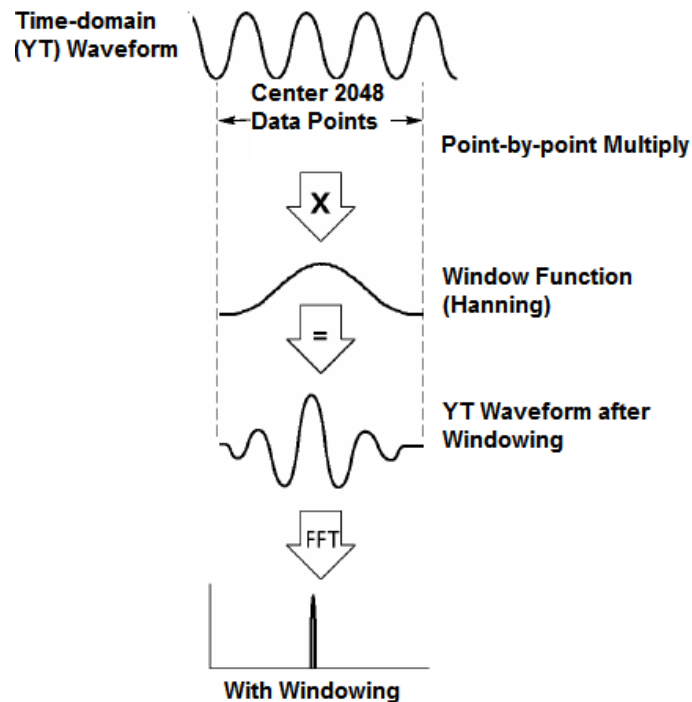 Time-domain
(YT) Waveform
Center 2048
Data Points
Point-by-point Multiply
X
Window Function
(Hanning)
=
YT Waveform after
Windowing
FFT
With Windowing